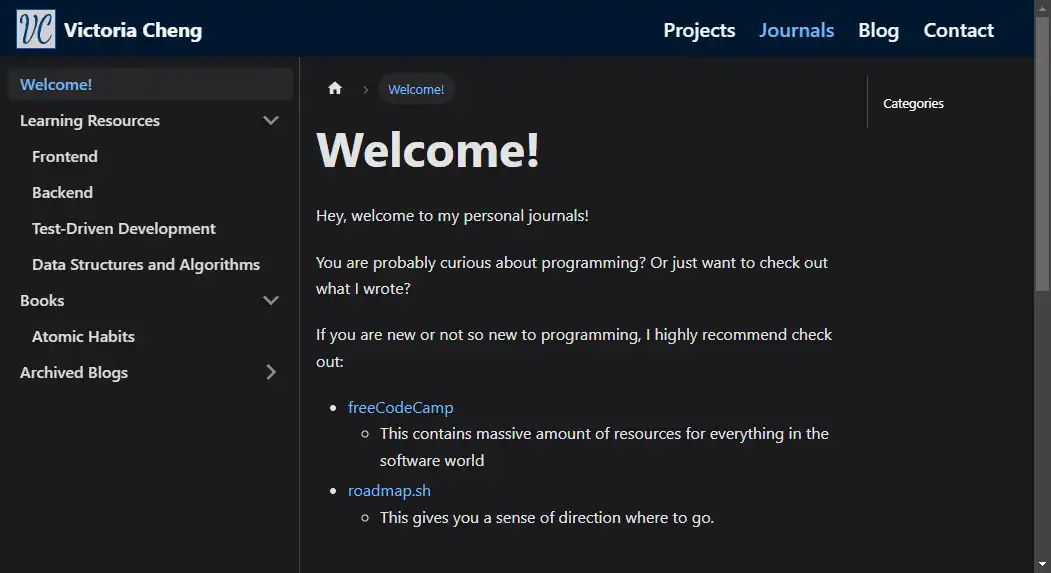 VC Victoria Cheng
Projects Journals Blog Contact
Welcome!
Learning Resources
Frontend
Backend
Test-Driven Development
Data Structures and Algorithms
Books
Atomic Habits
Archived Blogs
Welcome!
Welcome!
Hey, welcome to my personal journals!
You are probably curious about programming? Or just want to check out
what I wrote?
If you are new or not so new to programming, I highly recommend check
out:
freeCodeCamp
This contains massive amount of resources for everything in the
software world
roadmap.sh
This gives you a sense of direction where to go.
Categories